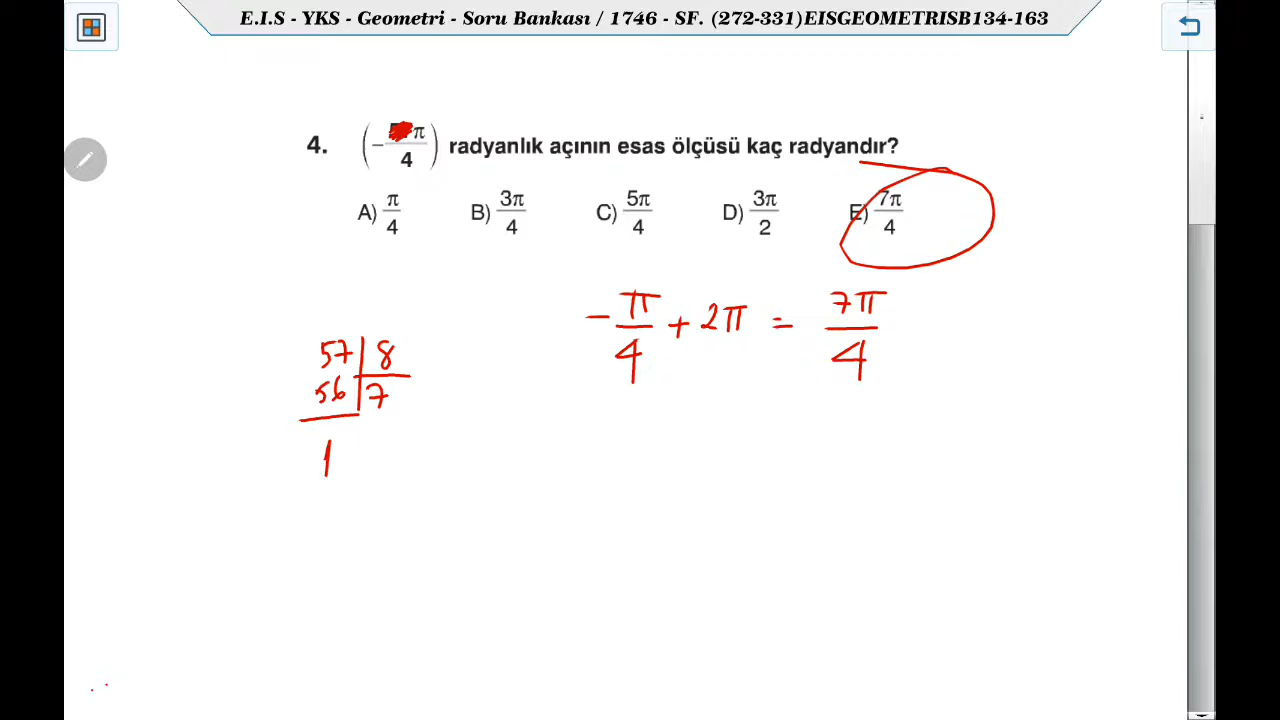 E.I.S - YKS - Geometri - Soru Bankası / 1746 - SF. (272-331)EISGEOMETRISB134-163
4. (-π/4) radyanlık açının esas ölçüsü kaç radyandır?
A) π/4 B) 3π/4 C) 5π/4 D) 3π/2 E) 7π/4
-π/4 + 2π = 7π/4
57 | 8
56 | 7
1